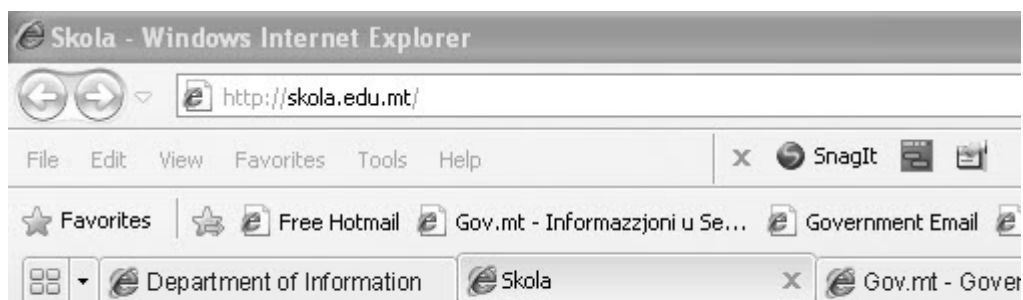 Skola - Windows Internet Explorer
http://skola.edu.mt/
File Edit View Favorites Tools Help x SnagIt
Favorites Free Hotmail Gov.mt - Informazzjoni u Se... Government Email
Department of Information Skola x Gov.mt - Gover